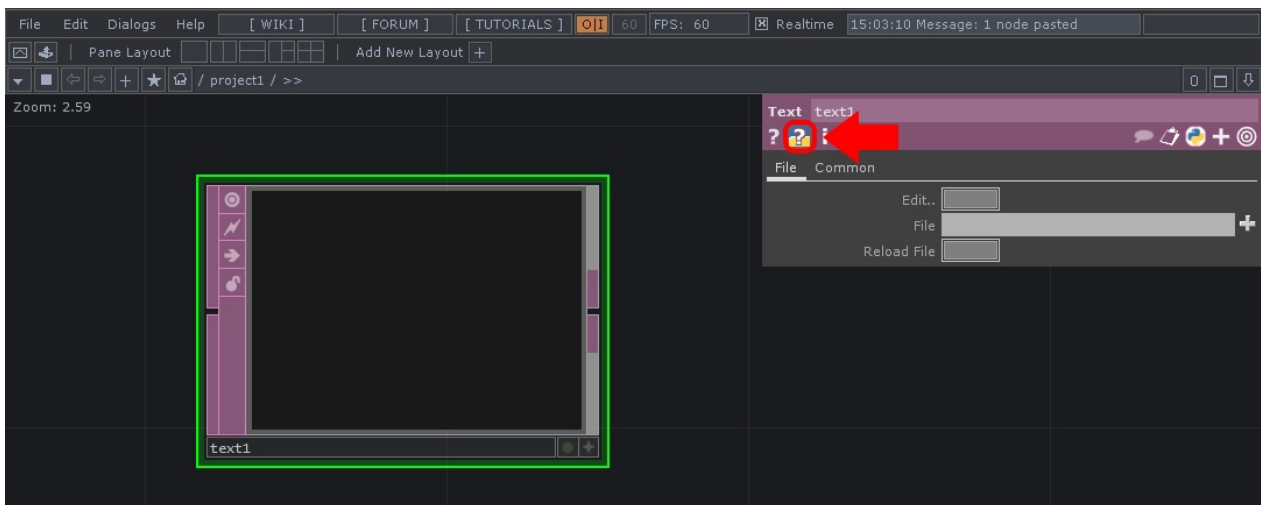 File Edit Dialogs Help [ WIKI ] [ FORUM ] [ TUTORIALS ] O|I 60 FPS: 60 Realtime 15:03:10 Message: 1 node pasted
Pane Layout Add New Layout +
/ project1 / >> 0
Zoom: 2.59
Text text1
? ? i
File Common
Edit..
File
Reload File
text1